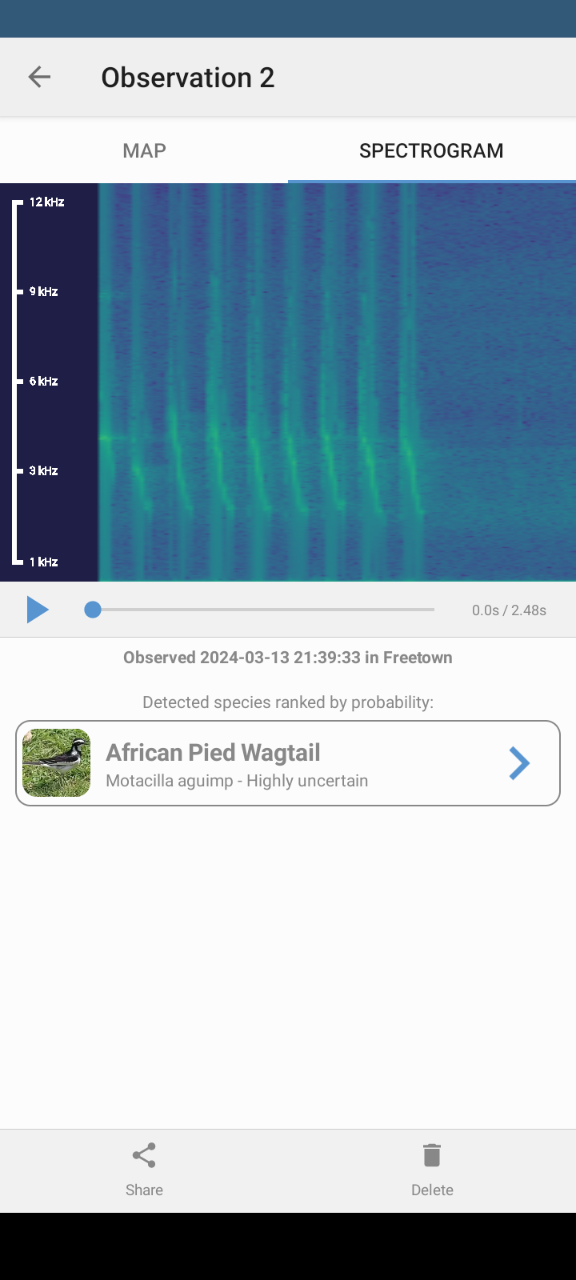 Observation 2
MAP
SPECTROGRAM
12 kHz
9 kHz
6 kHz
3 kHz
1 kHz
0.0s / 2.48s
Observed 2024-03-13 21:39:33 in Freetown
Detected species ranked by probability:
African Pied Wagtail
Motacilla aguimp - Highly uncertain
Share
Delete